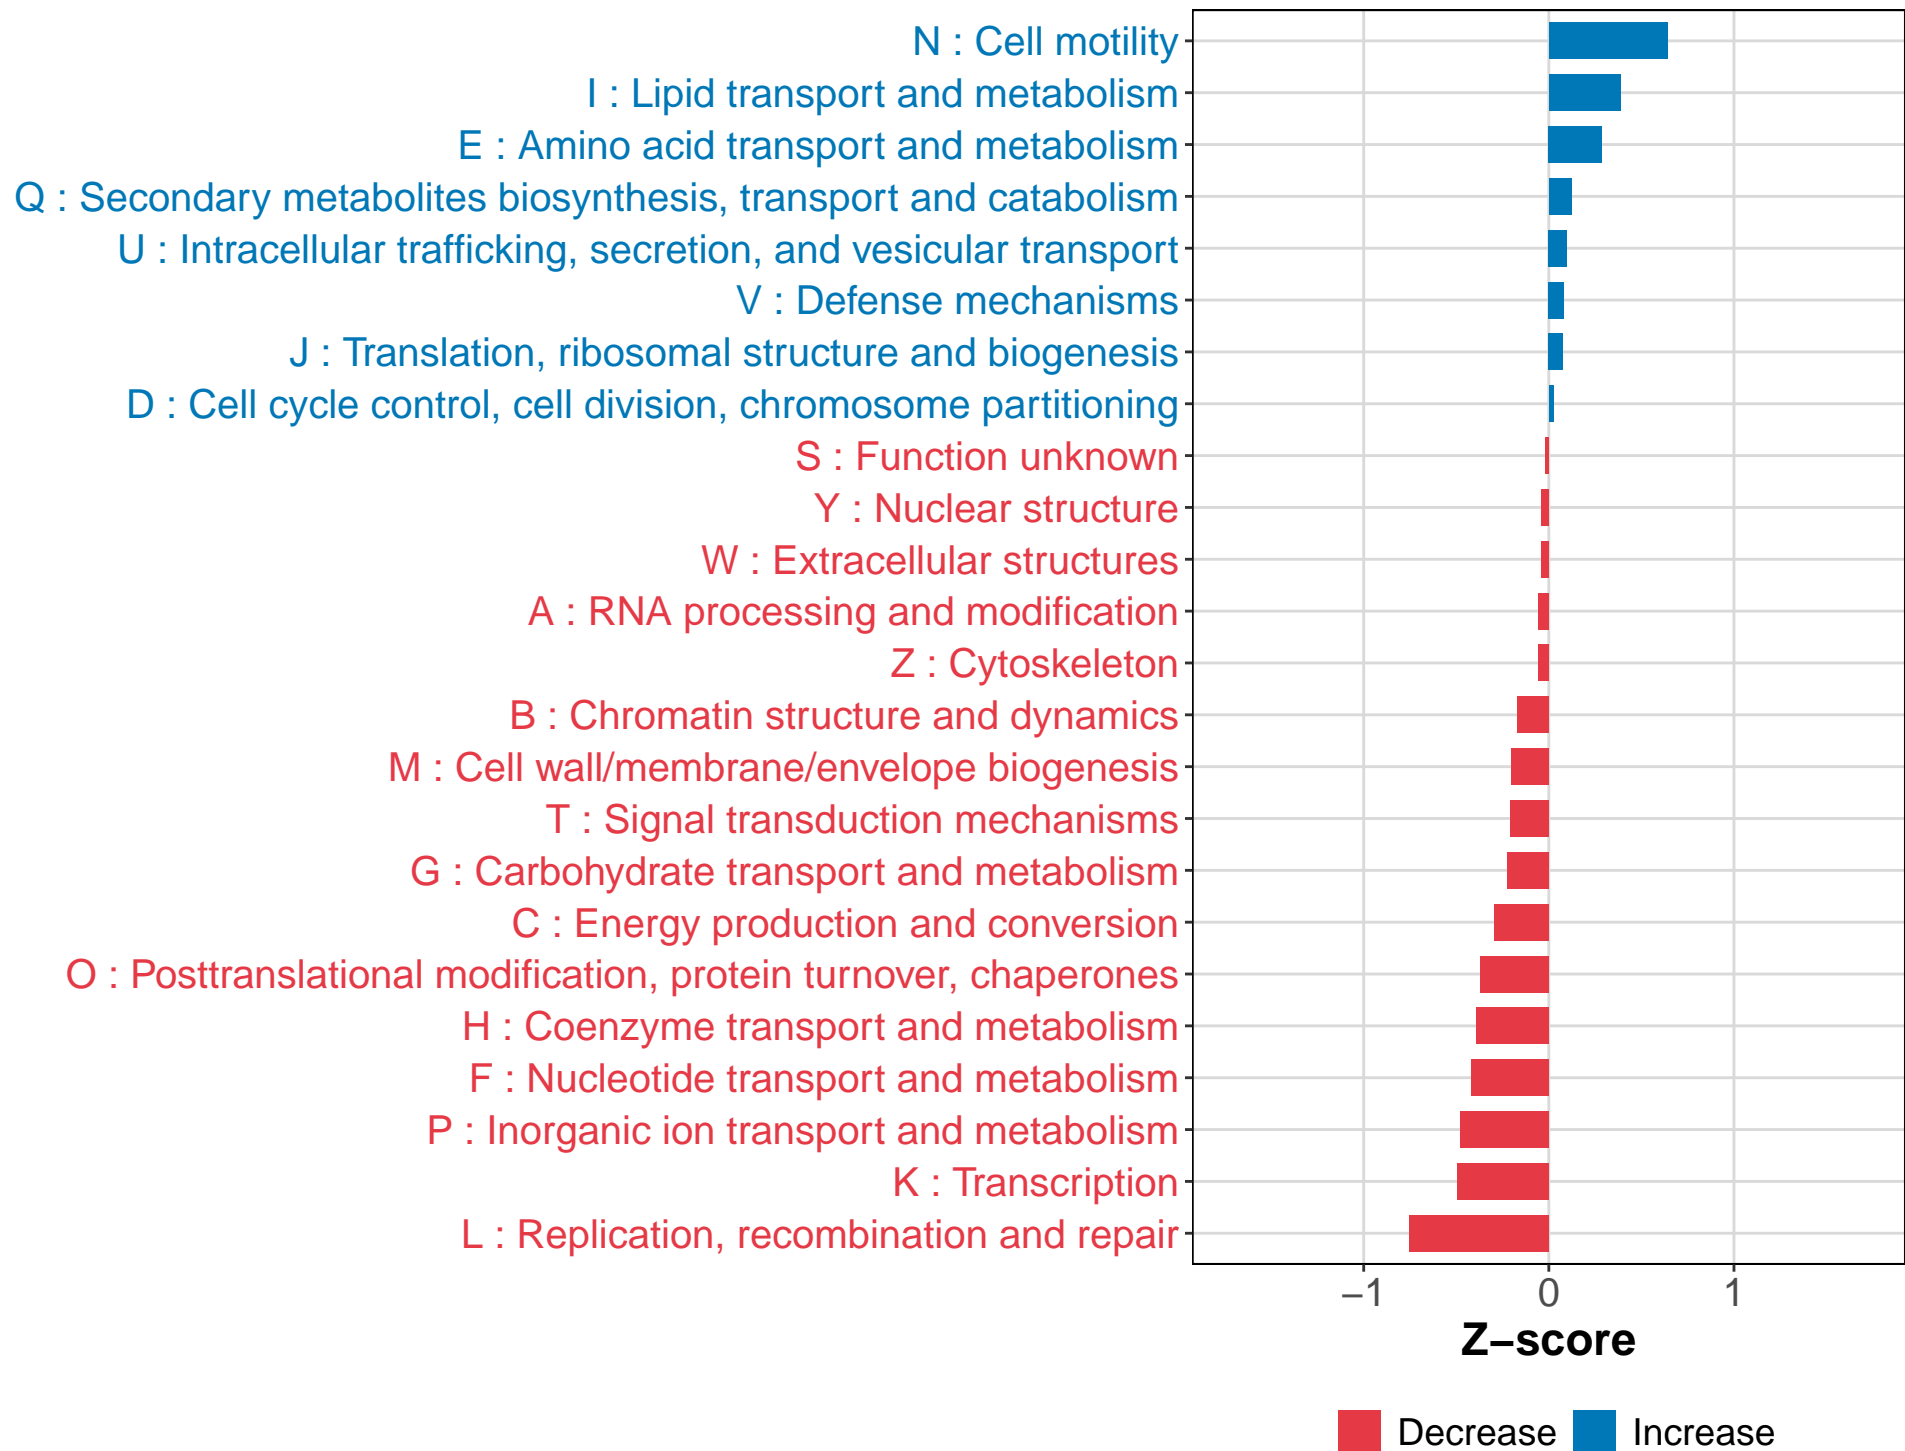 N : Cell motility
I : Lipid transport and metabolism
E : Amino acid transport and metabolism
Q : Secondary metabolites biosynthesis, transport and catabolism
U : Intracellular trafficking, secretion, and vesicular transport
V : Defense mechanisms
J : Translation, ribosomal structure and biogenesis
D : Cell cycle control, cell division, chromosome partitioning
S : Function unknown
Y : Nuclear structure
W : Extracellular structures
A : RNA processing and modification
Z : Cytoskeleton
B : Chromatin structure and dynamics
M : Cell wall/membrane/envelope biogenesis
T : Signal transduction mechanisms
G : Carbohydrate transport and metabolism
C : Energy production and conversion
O : Posttranslational modification, protein turnover, chaperones
H : Coenzyme transport and metabolism
F : Nucleotide transport and metabolism
P : Inorganic ion transport and metabolism
K : Transcription
L : Replication, recombination and repair
−1 0 1
Z−score
Decrease Increase